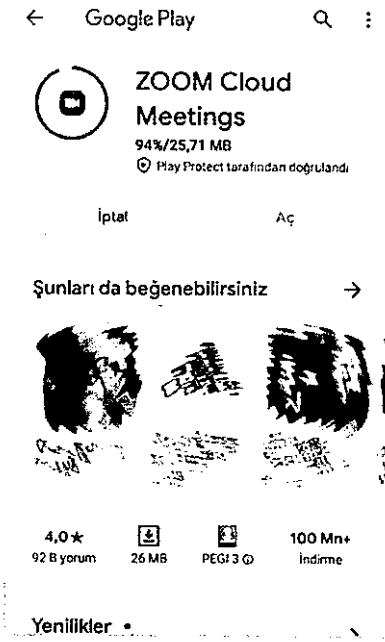 Google Play
ZOOM Cloud
Meetings
94%/25,71 MB
Play Protect tarafından doğrulandı
İptal
Aç
Şunları da beğenebilirsiniz
4,0★
92 B yorum
26 MB
PEGI 3
100 Mn+
İndirme
Yenilikler •